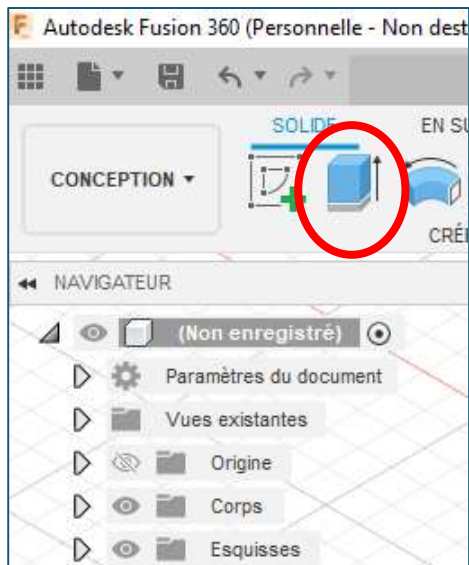 Autodesk Fusion 360 (Personnelle - Non dest
SOLIDE EN SU
CONCEPTION
CRÉE
NAVIGATEUR
(Non enregistré)
Paramètres du document
Vues existantes
Origine
Corps
Esquisses